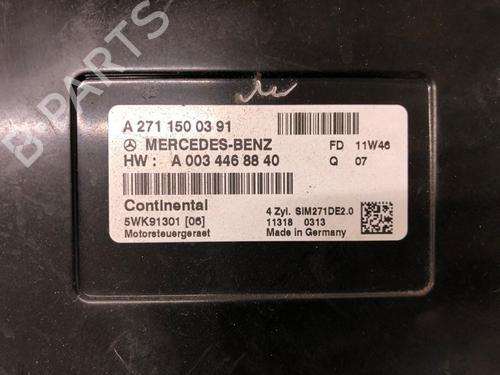 B PARTS
A 271 150 03 91
MERCEDES-BENZ FD 11W46
HW : A 003 446 88 40 Q 07
Continental
5WK91301 [06] 4 Zyl. SIM271DE2.0
Motorsteuergeraet 11318 0313
Made in Germany